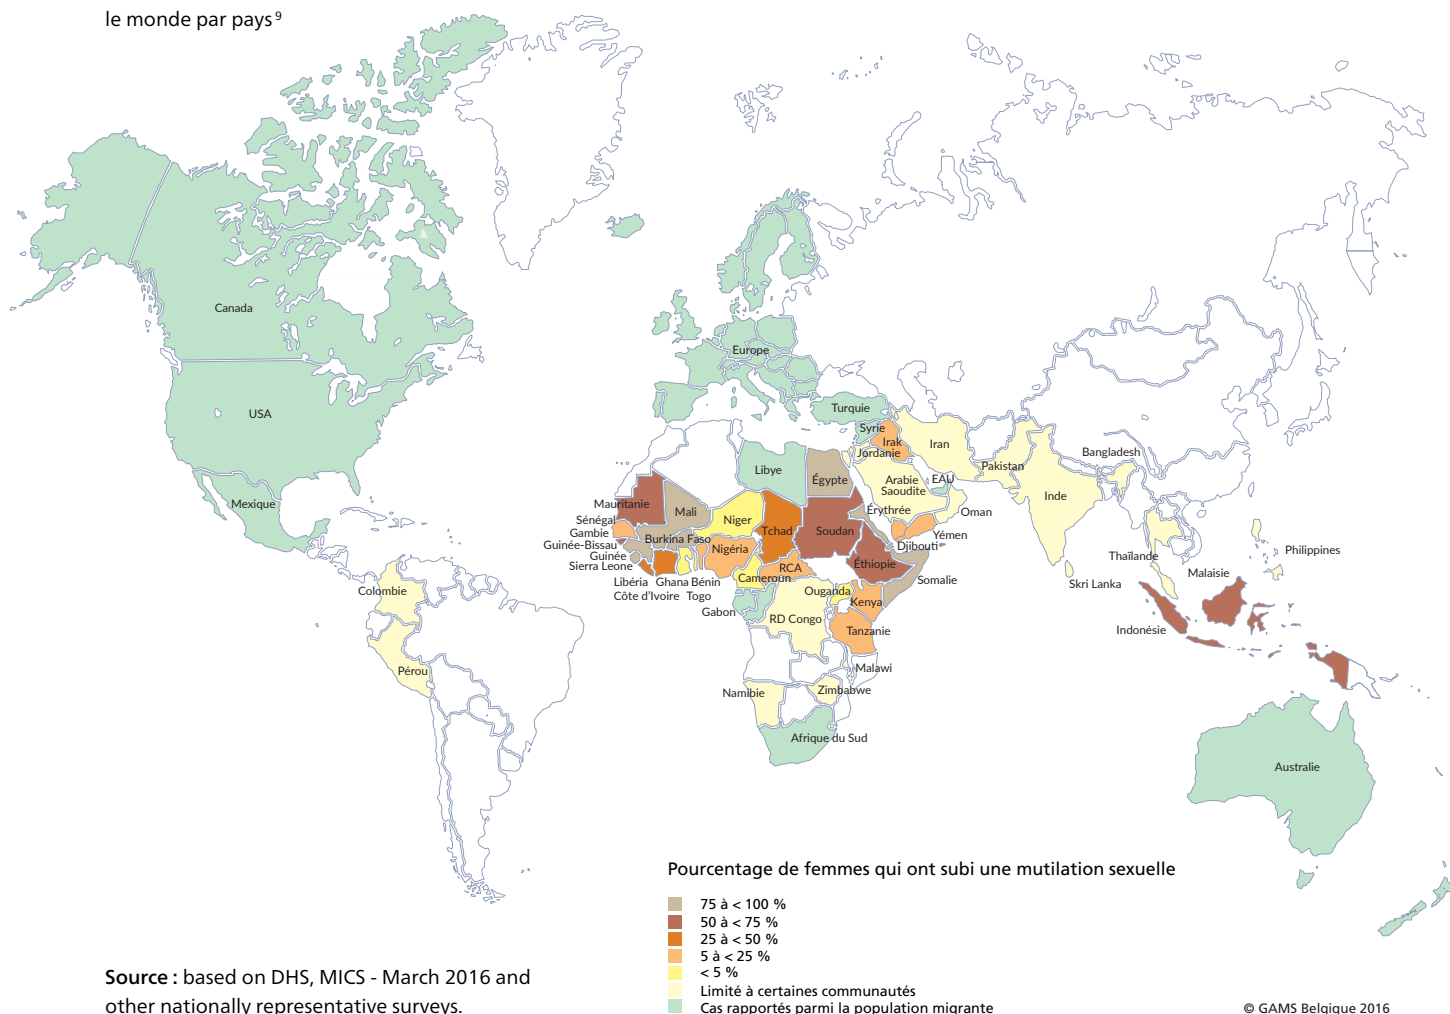 le monde par pays 9
Canada
USA
Mexique
Colombie
Pérou
Europe
Turquie
Syrie
Irak
Jordanie
Iran
Pakistan
Bangladesh
Inde
Arabie
Saoudite
EAU
Oman
Yémen
Libye
Égypte
Érythrée
Djibouti
Mauritanie
Mali
Niger
Tchad
Soudan
Sénégal
Gambie
Guinée-Bissau
Guinée
Sierra Leone
Burkina Faso
Nigéria
RCA
Éthiopie
Somalie
Libéria
Ghana
Bénin
Côte d'Ivoire
Togo
Cameroun
Gabon
Ouganda
Kenya
RD Congo
Tanzanie
Malawi
Namibie
Zimbabwe
Afrique du Sud
Thaïlande
Philippines
Skri Lanka
Malaisie
Indonésie
Australie
Pourcentage de femmes qui ont subi une mutilation sexuelle
75 à < 100 %
50 à < 75 %
25 à < 50 %
5 à < 25 %
< 5 %
Limité à certaines communautés
Cas rapportés parmi la population migrante
Source : based on DHS, MICS - March 2016 and
other nationally representative surveys.
© GAMS Belgique 2016